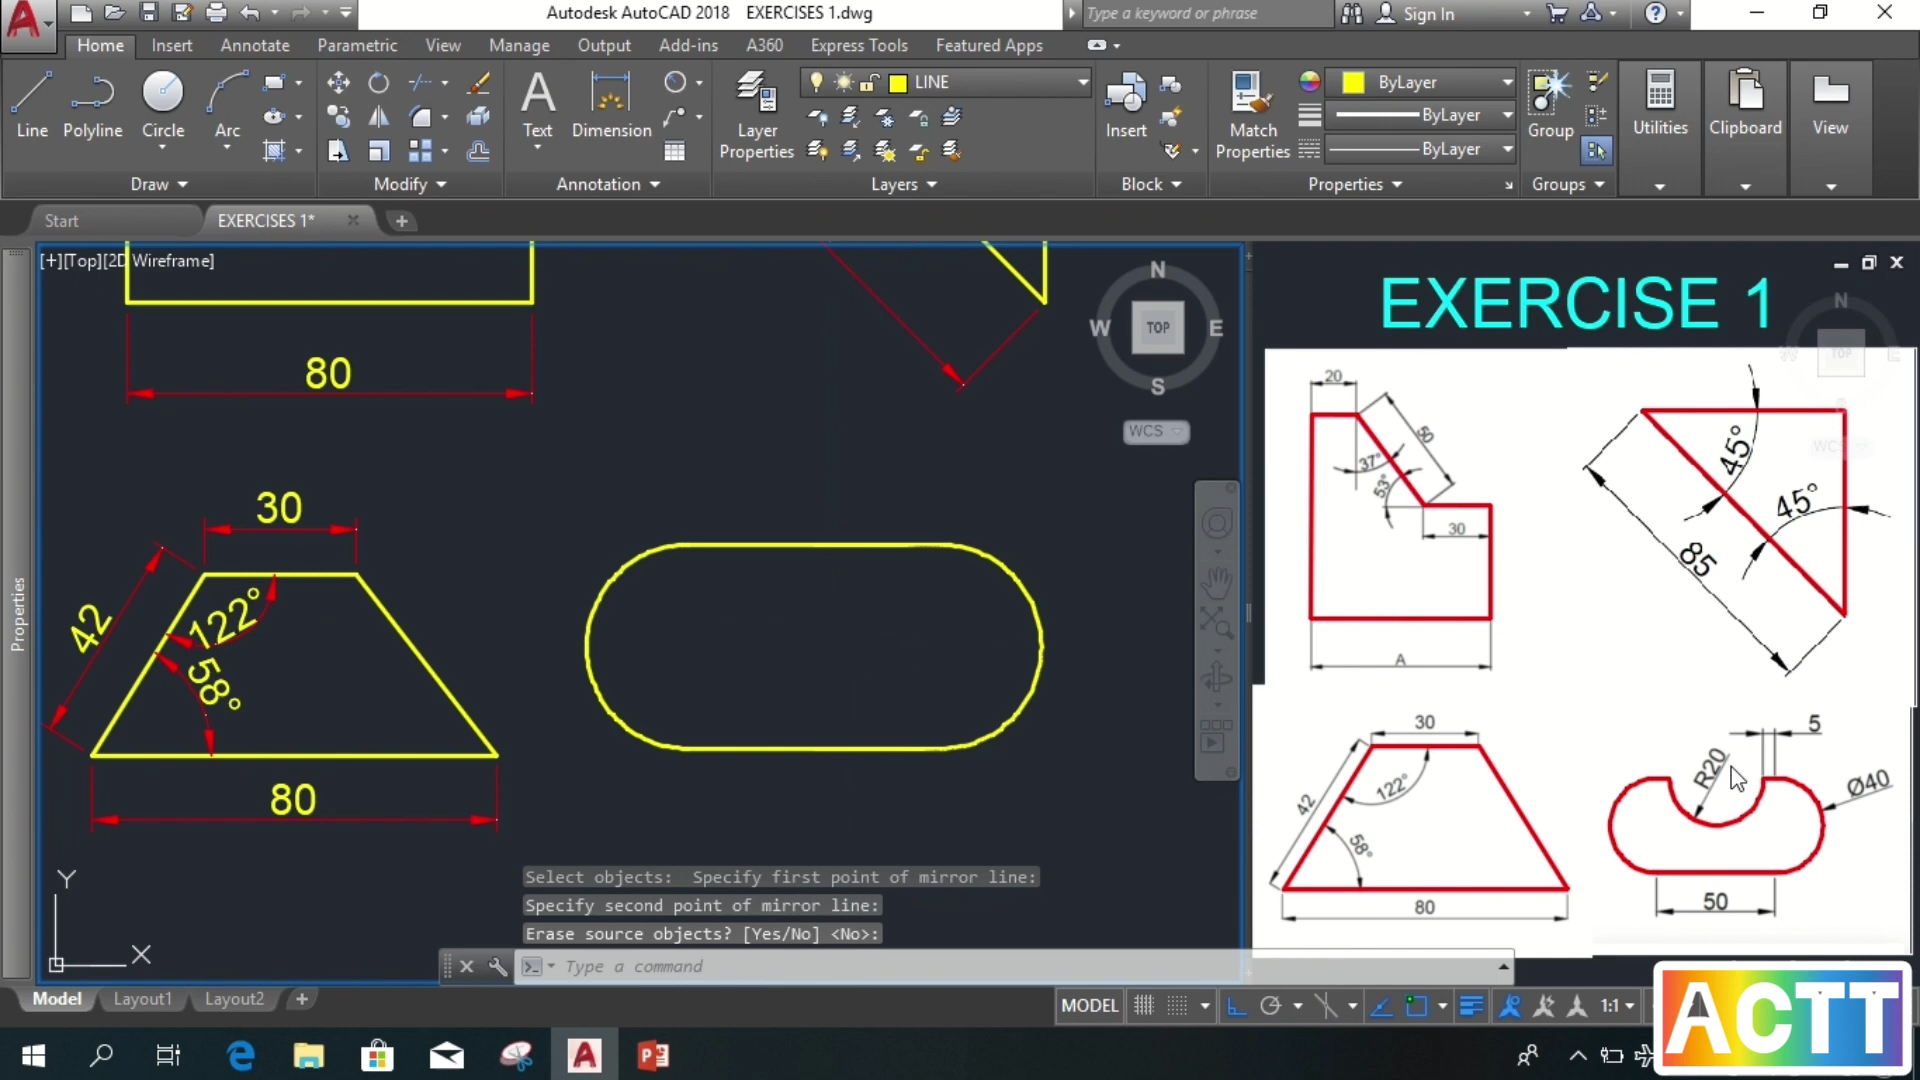 Autodesk AutoCAD 2018 EXERCISES 1.dwg
Type a keyword or phrase
Sign In
Home Insert Annotate Parametric View Manage Output Add-ins A360 Express Tools Featured Apps
LINE
ByLayer
Line Polyline Circle Arc
Text Dimension
Layer
Properties
Insert
Match
Properties
ByLayer
ByLayer
Group
Utilities
Clipboard
View
Draw Modify Annotation Layers Block Properties Groups
Start EXERCISES 1*
[+][Top][2D Wireframe]
N
W TOP E
S
WCS
80
30
42
122°
58°
80
Y
X
Properties
Select objects: Specify first point of mirror line:
Specify second point of mirror line:
Erase source objects? [Yes/No] <No>:
Type a command
EXERCISE 1
N
W TOP E
S
WCS
20
50
37°
53°
30
A
45°
45°
85
30
42
122°
58°
80
5
R20
Ø40
50
Model Layout1 Layout2
MODEL
1:1
ACTT